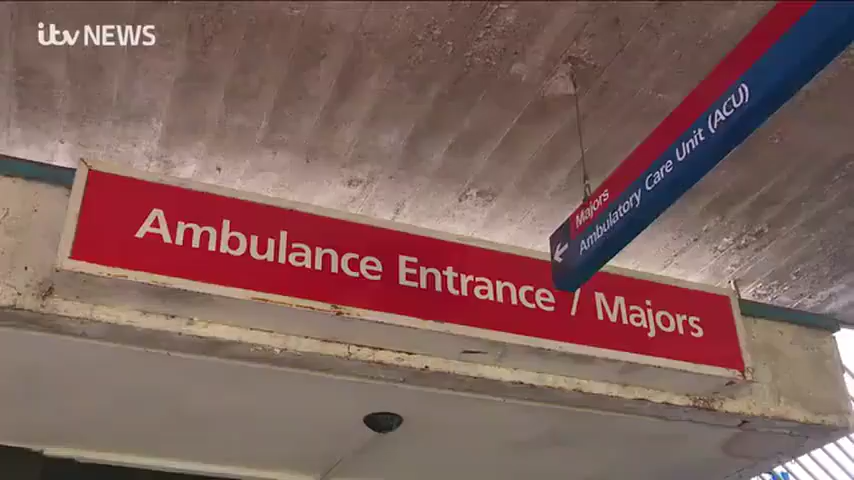 itv NEWS
Majors
← Ambulatory Care Unit (ACU)
Ambulance Entrance / Majors